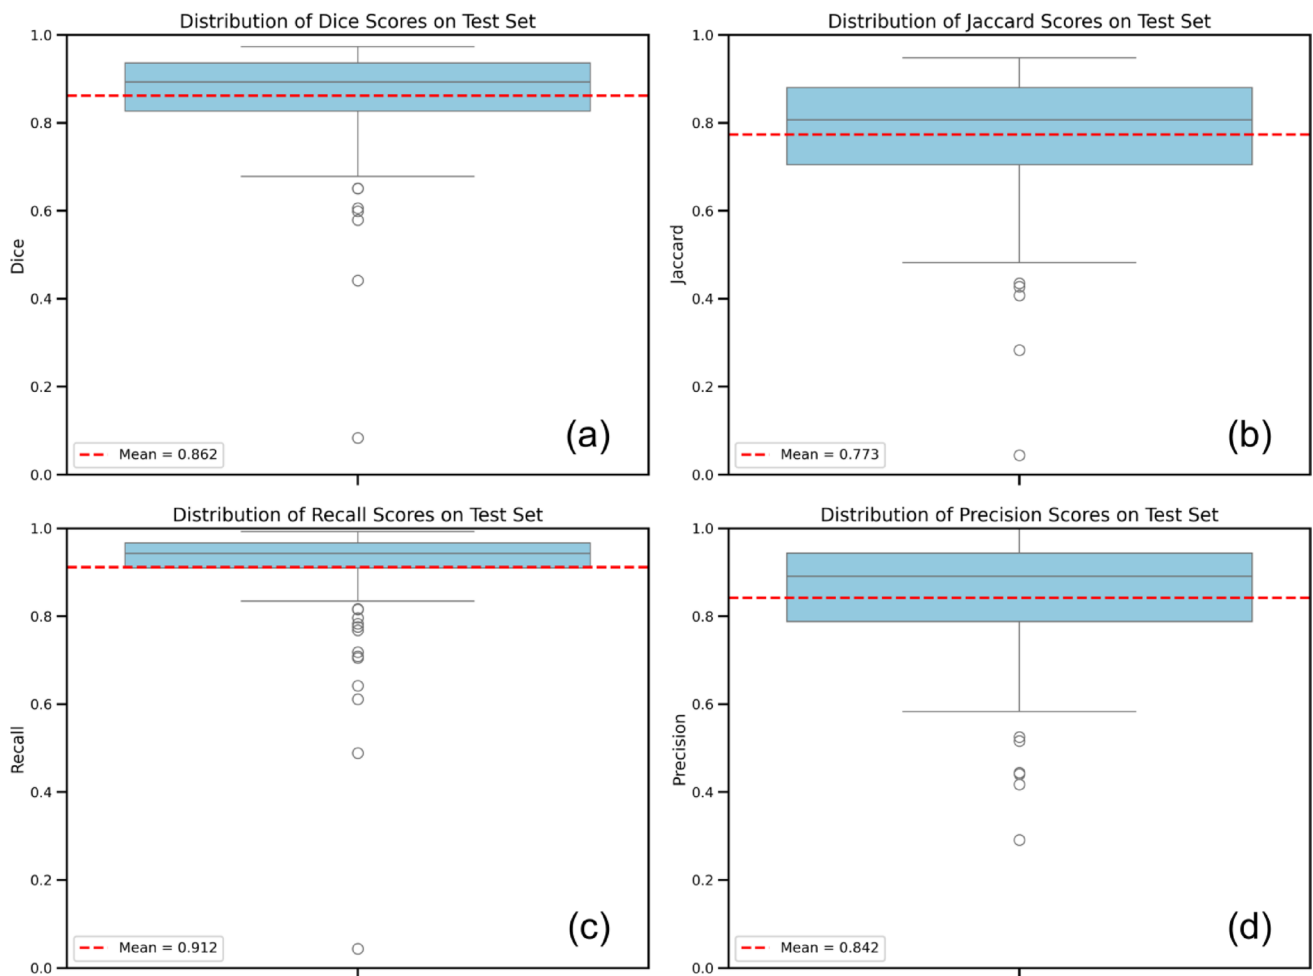 Distribution of Dice Scores on Test Set
1.0
0.8
0.6
0.4
0.2
0.0
Dice
Mean = 0.862
(a)
Distribution of Jaccard Scores on Test Set
1.0
0.8
0.6
0.4
0.2
0.0
Jaccard
Mean = 0.773
(b)
Distribution of Recall Scores on Test Set
1.0
0.8
0.6
0.4
0.2
0.0
Recall
Mean = 0.912
(c)
Distribution of Precision Scores on Test Set
1.0
0.8
0.6
0.4
0.2
0.0
Precision
Mean = 0.842
(d)